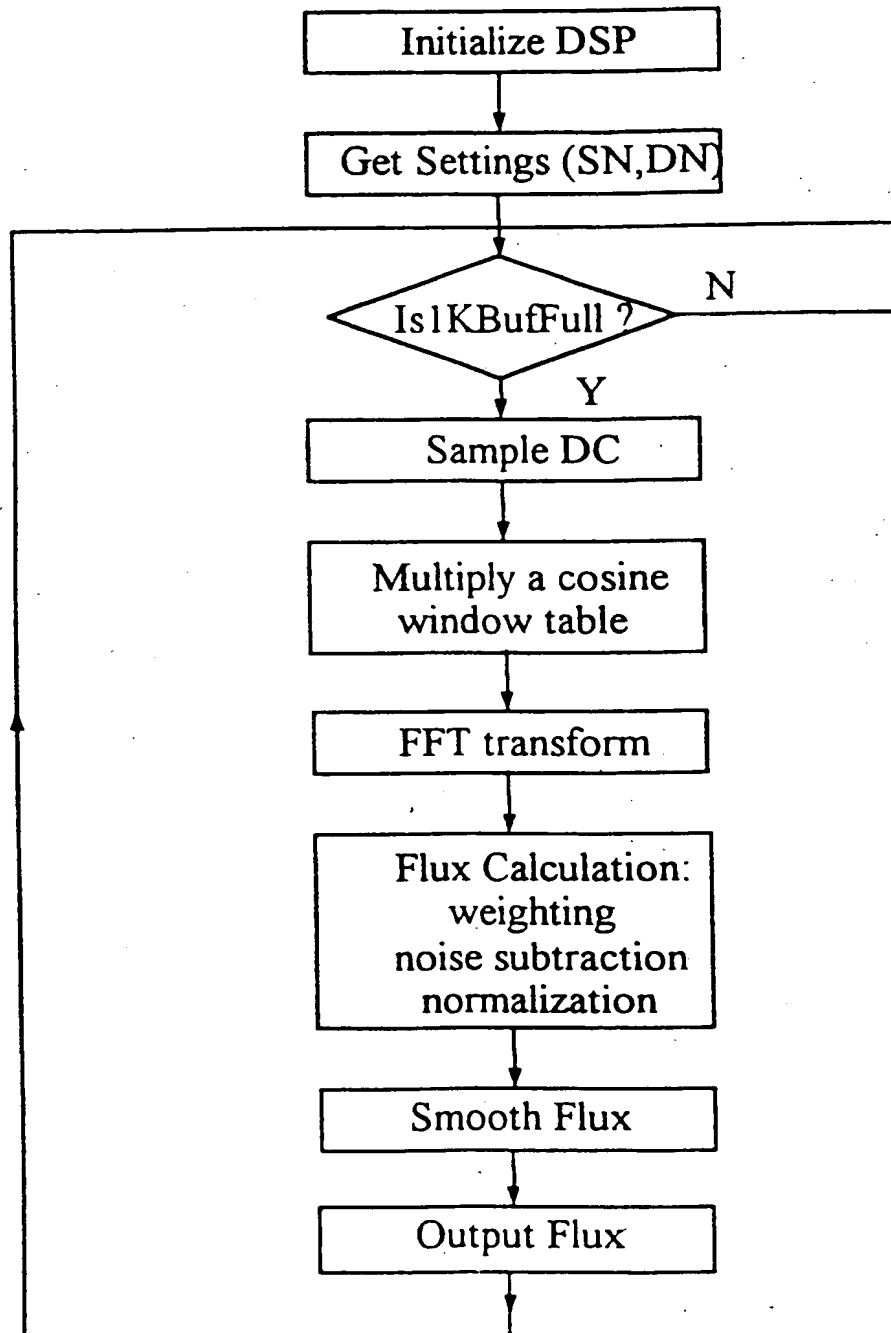 Initialize DSP
Get Settings (SN,DN)
Is1KBufFull ?
N
Y
Sample DC
Multiply a cosine
window table
FFT transform
Flux Calculation:
weighting
noise subtraction
normalization
Smooth Flux
Output Flux